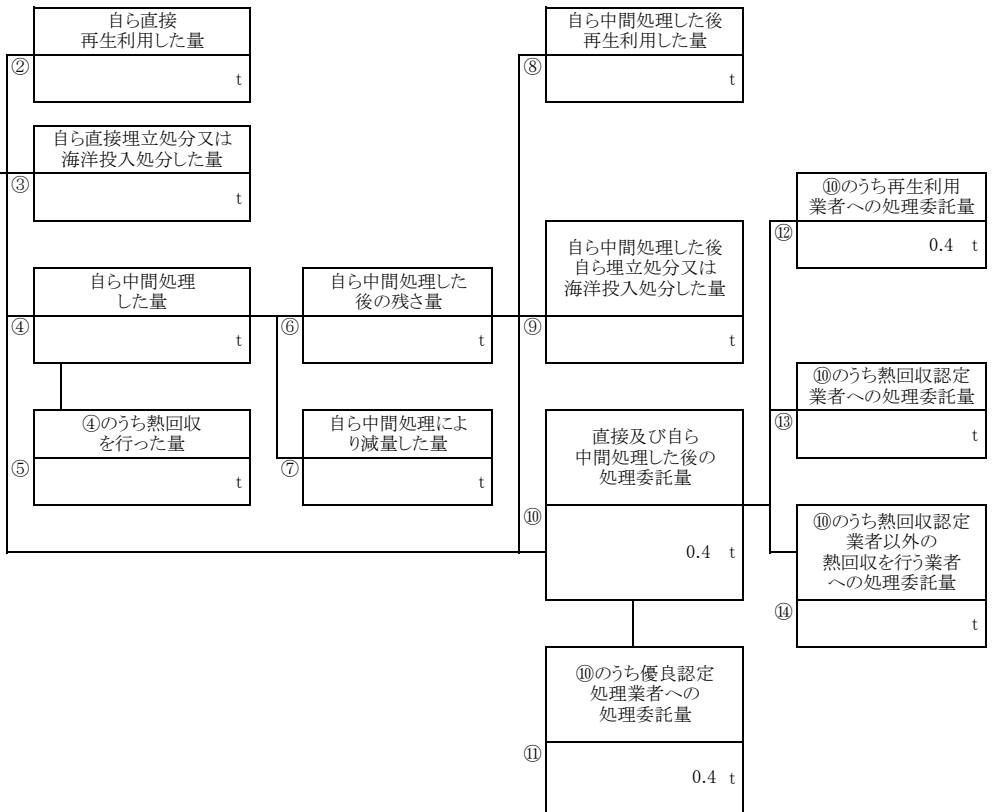 自ら直接
再生利用した量
②
t
自ら中間処理した後
再生利用した量
⑧
t
自ら直接埋立処分又は
海洋投入処分した量
③
t
⑩のうち再生利用
業者への処理委託量
⑫
0.4 t
自ら中間処理した後
自ら埋立処分又は
海洋投入処分した量
⑨
t
自ら中間処理
した量
④
t
自ら中間処理した
後の残さ量
⑥
t
⑩のうち熱回収認定
業者への処理委託量
⑬
t
④のうち熱回収
を行った量
⑤
t
自ら中間処理によ
り減量した量
⑦
t
直接及び自ら
中間処理した後の
処理委託量
⑩
0.4 t
⑩のうち熱回収認定
業者以外の
熱回収を行う業者
への処理委託量
⑭
t
⑩のうち優良認定
処理業者への
処理委託量
⑪
0.4 t